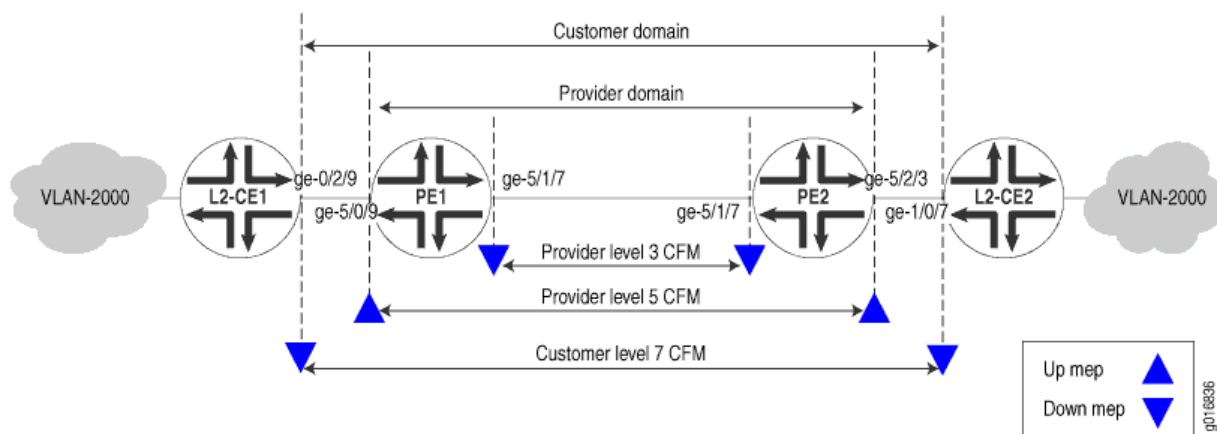 Customer domain
Provider domain
VLAN-2000
L2-CE1
ge-0/2/9
ge-5/0/9
PE1
ge-5/1/7
ge-5/1/7
PE2
ge-5/2/3
ge-1/0/7
L2-CE2
VLAN-2000
Provider level 3 CFM
Provider level 5 CFM
Customer level 7 CFM
Up mep
Down mep
g016836